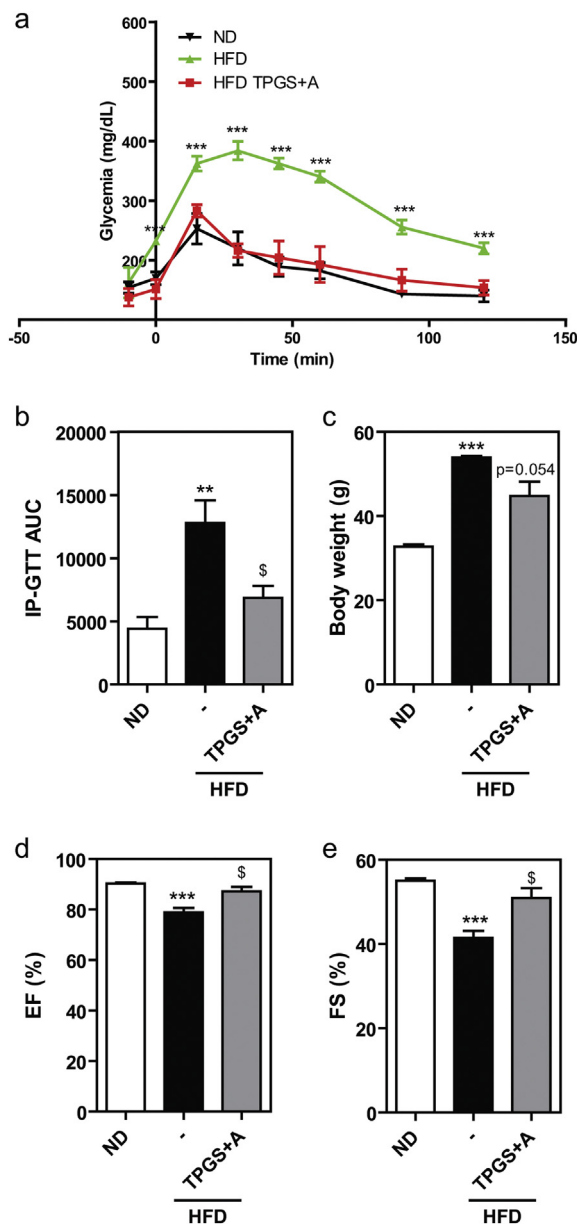 a
600
500
400
300
200
Glycemia (mg/dL)
ND
HFD
HFD TPGS+A
*** *** *** *** *** *** *** ***
-50 0 50 100 150
Time (min)
b
20000
15000
10000
5000
0
IP-GTT AUC
**
$
ND - TPGS+A
HFD
c
60
40
20
0
Body weight (g)
***
p=0.054
ND - TPGS+A
HFD
d
100
80
60
40
20
0
EF (%)
***
$
ND - TPGS+A
HFD
e
60
40
20
0
FS (%)
***
$
ND - TPGS+A
HFD